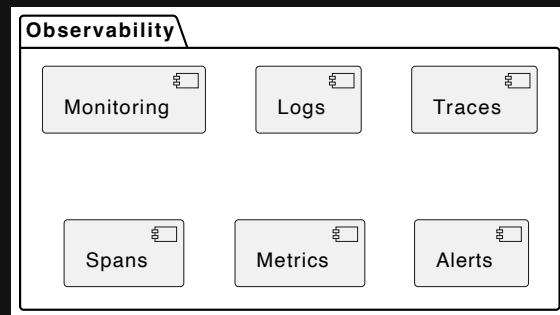 Observability
Monitoring
Logs
Traces
Spans
Metrics
Alerts